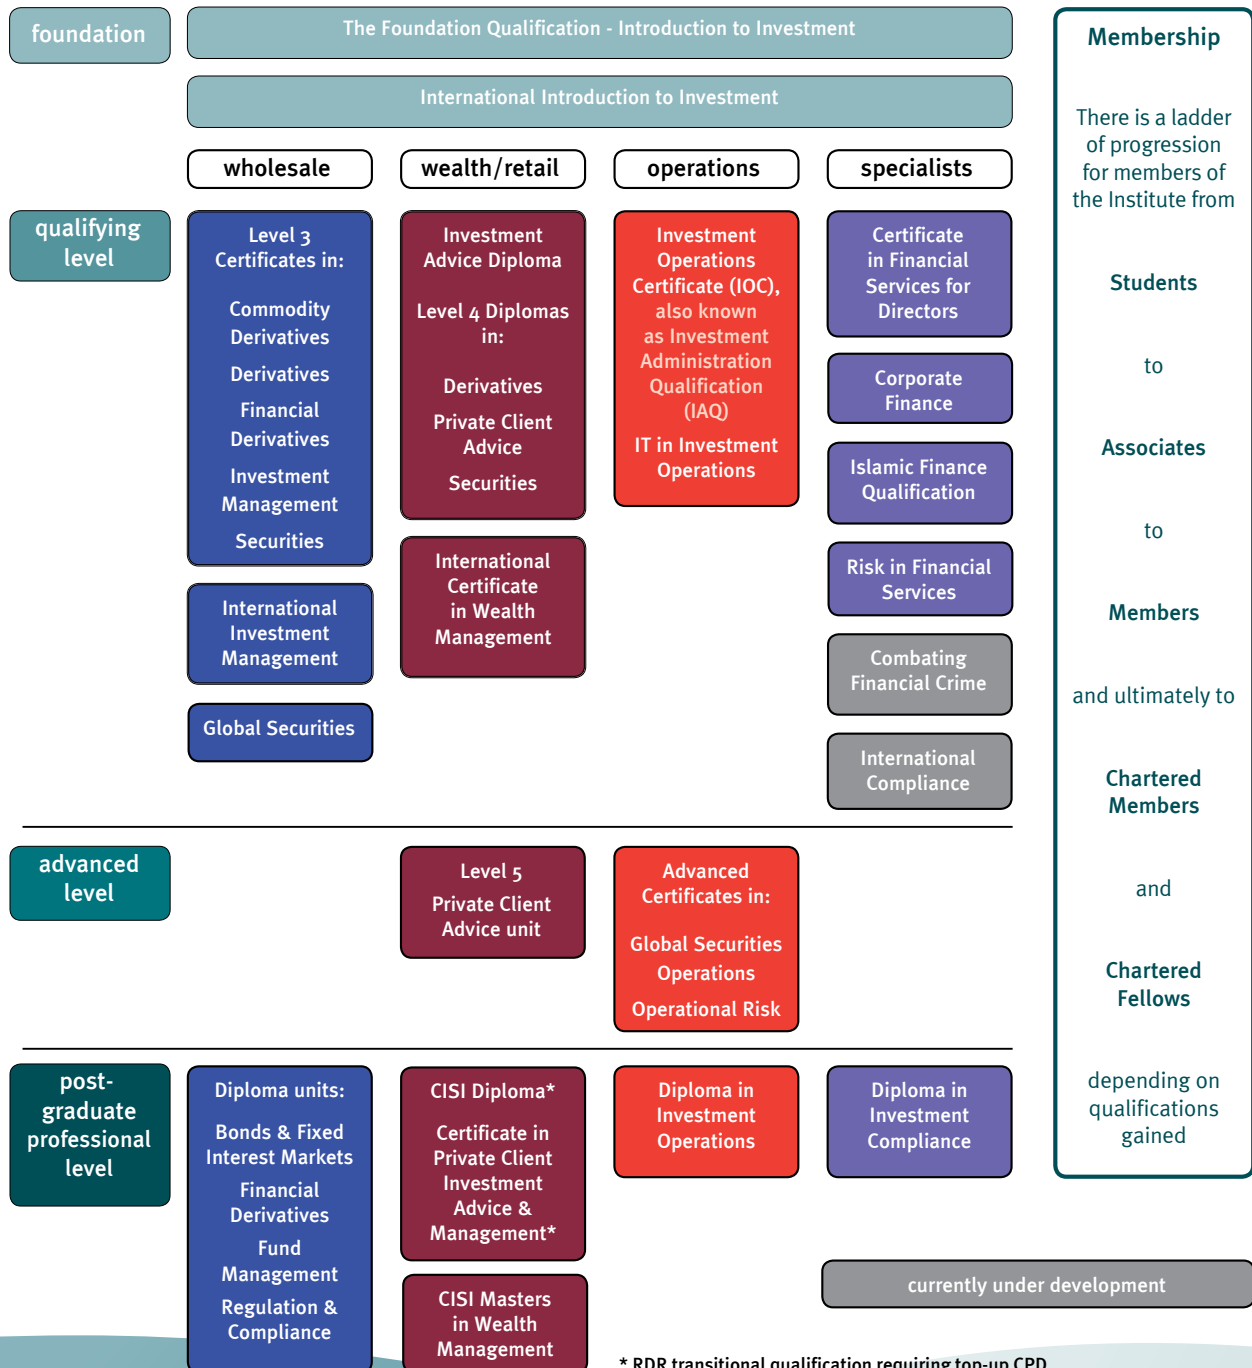 foundation
The Foundation Qualification - Introduction to Investment
International Introduction to Investment
wholesale
wealth/retail
operations
specialists
qualifying
level
Level 3
Certificates in:
Commodity
Derivatives
Derivatives
Financial
Derivatives
Investment
Management
Securities
International
Investment
Management
Global Securities
Investment
Advice Diploma
Level 4 Diplomas
in:
Derivatives
Private Client
Advice
Securities
International
Certificate
in Wealth
Management
Investment
Operations
Certificate (IOC),
also known
as Investment
Administration
Qualification
(IAQ)
IT in Investment
Operations
Certificate
in Financial
Services for
Directors
Corporate
Finance
Islamic Finance
Qualification
Risk in Financial
Services
Combating
Financial Crime
International
Compliance
advanced
level
Level 5
Private Client
Advice unit
Advanced
Certificates in:
Global Securities
Operations
Operational Risk
post-
graduate
professional
level
Diploma units:
Bonds & Fixed
Interest Markets
Financial
Derivatives
Fund
Management
Regulation &
Compliance
CISI Diploma*
Certificate in
Private Client
Investment
Advice &
Management*
CISI Masters
in Wealth
Management
Diploma in
Investment
Operations
Diploma in
Investment
Compliance
currently under development
* RDR transitional qualification requiring top-up CPD
Membership
There is a ladder
of progression
for members of
the Institute from
Students
to
Associates
to
Members
and ultimately to
Chartered
Members
and
Chartered
Fellows
depending on
qualifications
gained